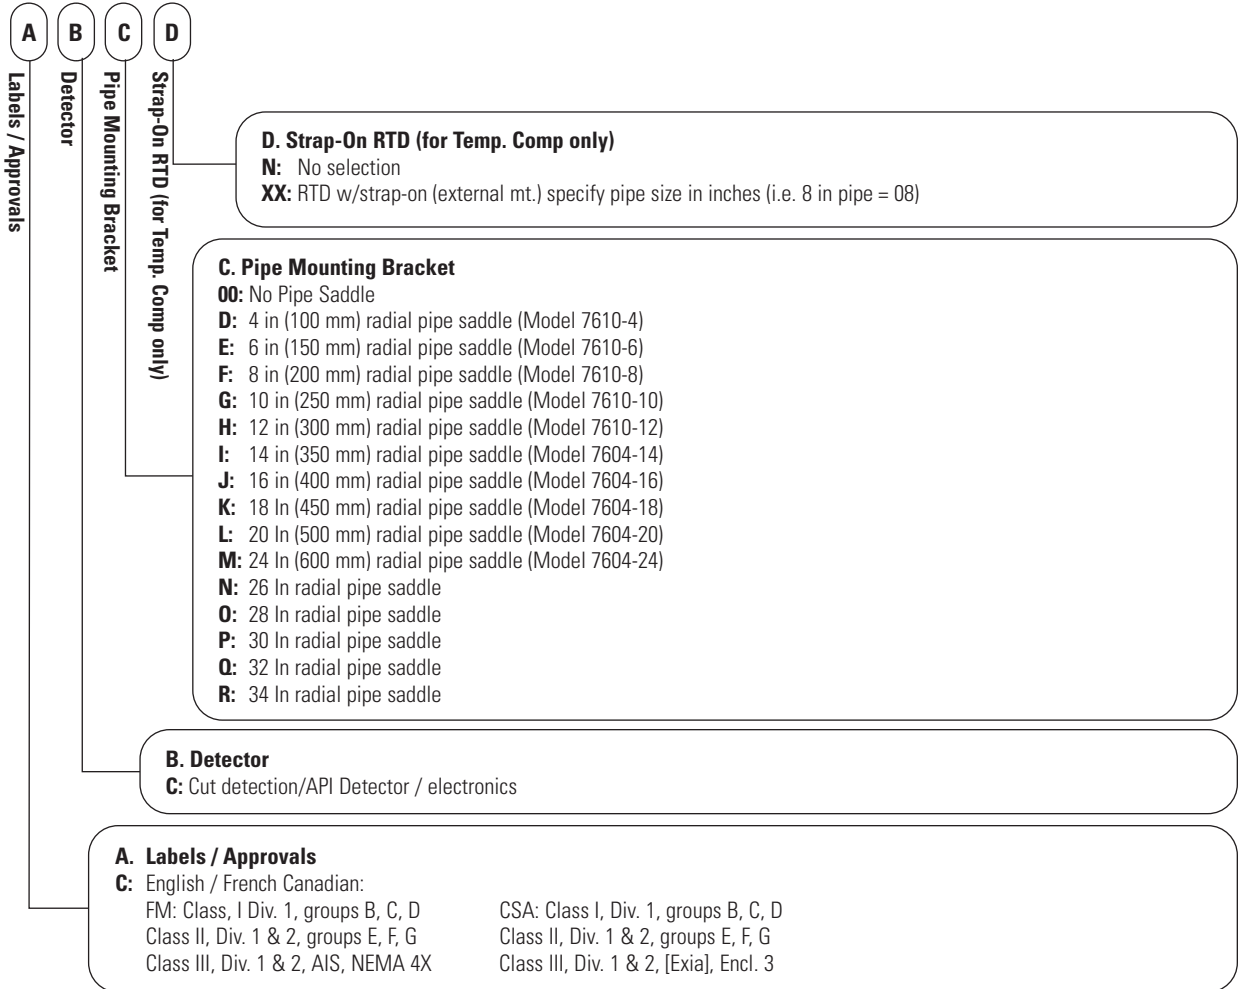 A B C D
Labels / Approvals
Detector
Pipe Mounting Bracket
Strap-On RTD (for Temp. Comp only)
D. Strap-On RTD (for Temp. Comp only)
N: No selection
XX: RTD w/strap-on (external mt.) specify pipe size in inches (i.e. 8 in pipe = 08)
C. Pipe Mounting Bracket
00: No Pipe Saddle
D: 4 in (100 mm) radial pipe saddle (Model 7610-4)
E: 6 in (150 mm) radial pipe saddle (Model 7610-6)
F: 8 in (200 mm) radial pipe saddle (Model 7610-8)
G: 10 in (250 mm) radial pipe saddle (Model 7610-10)
H: 12 in (300 mm) radial pipe saddle (Model 7610-12)
I: 14 in (350 mm) radial pipe saddle (Model 7604-14)
J: 16 in (400 mm) radial pipe saddle (Model 7604-16)
K: 18 In (450 mm) radial pipe saddle (Model 7604-18)
L: 20 In (500 mm) radial pipe saddle (Model 7604-20)
M: 24 In (600 mm) radial pipe saddle (Model 7604-24)
N: 26 In radial pipe saddle
O: 28 In radial pipe saddle
P: 30 In radial pipe saddle
Q: 32 In radial pipe saddle
R: 34 In radial pipe saddle
B. Detector
C: Cut detection/API Detector / electronics
A. Labels / Approvals
C: English / French Canadian:
FM: Class, I Div. 1, groups B, C, D CSA: Class I, Div. 1, groups B, C, D
Class II, Div. 1 & 2, groups E, F, G Class II, Div. 1 & 2, groups E, F, G
Class III, Div. 1 & 2, AIS, NEMA 4X Class III, Div. 1 & 2, [Exia], Encl. 3